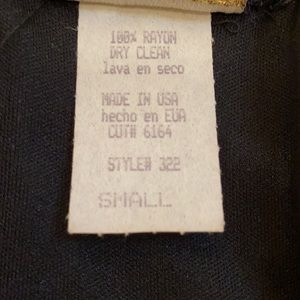 100% RAYON
DRY CLEAN
lava en seco
MADE IN USA
hecho en EUA
CUT# 6164
STYLE# 322
SMALL